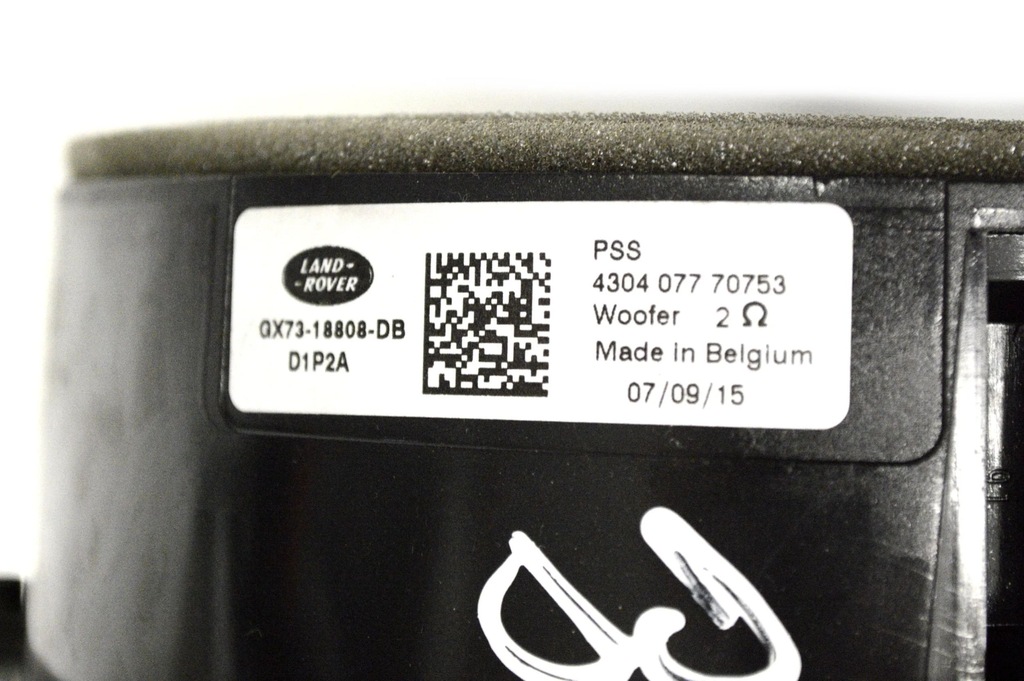 LAND-
-ROVER
GX73-18808-DB
D1P2A
PSS
4304 077 70753
Woofer 2 Ω
Made in Belgium
07/09/15